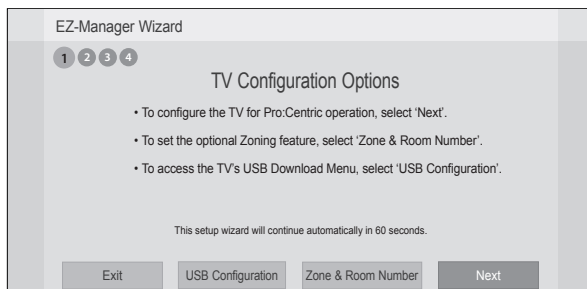 EZ-Manager Wizard
1 2 3 4
TV Configuration Options
• To configure the TV for Pro:Centric operation, select ‘Next’.
• To set the optional Zoning feature, select ‘Zone & Room Number’.
• To access the TV’s USB Download Menu, select ‘USB Configuration’.
This setup wizard will continue automatically in 60 seconds.
Exit USB Configuration Zone & Room Number Next